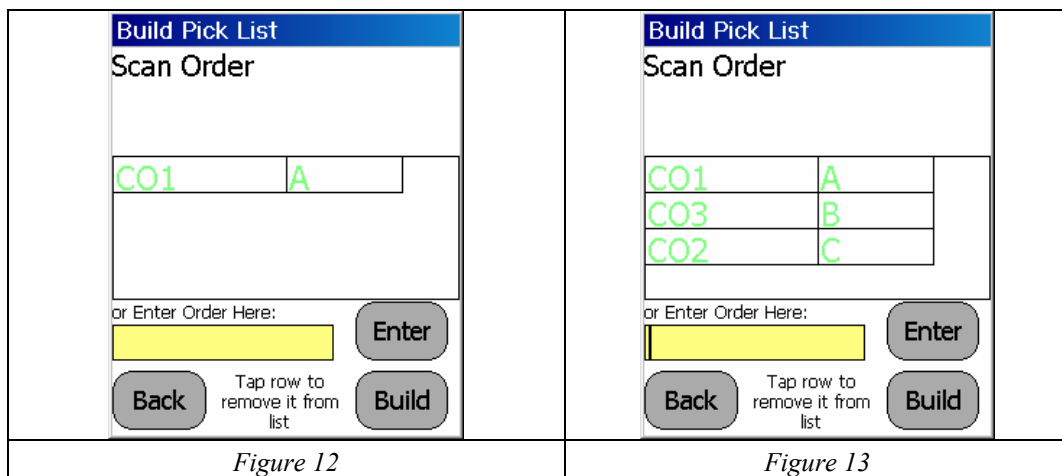 Build Pick List
Scan Order
CO1 A
or Enter Order Here:
Enter
Back
Tap row to
remove it from
list
Build
Figure 12
Build Pick List
Scan Order
CO1 A
CO3 B
CO2 C
or Enter Order Here:
Enter
Back
Tap row to
remove it from
list
Build
Figure 13